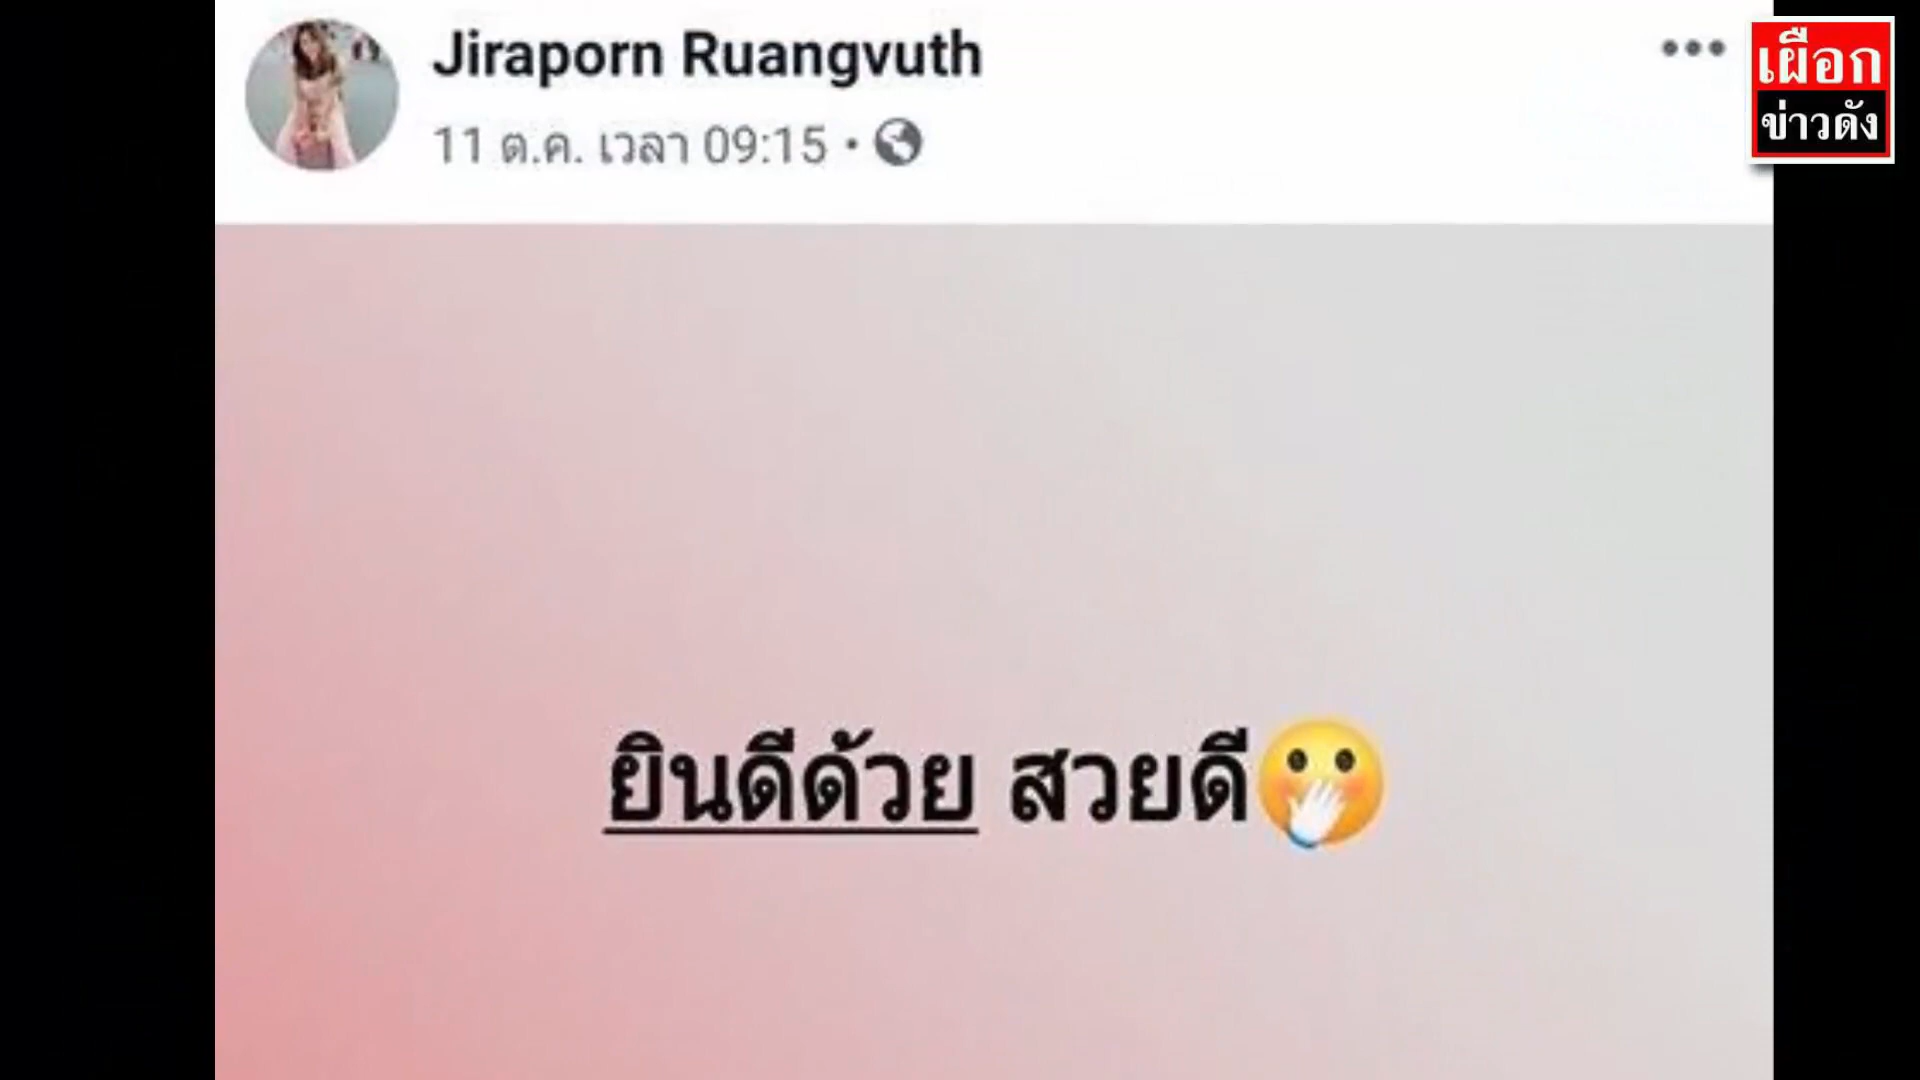 Jiraporn Ruangvuth
11 ต.ค. เวลา 09:15 •
เผือก
ข่าวดัง
ยินดีด้วย สวยดี🫢